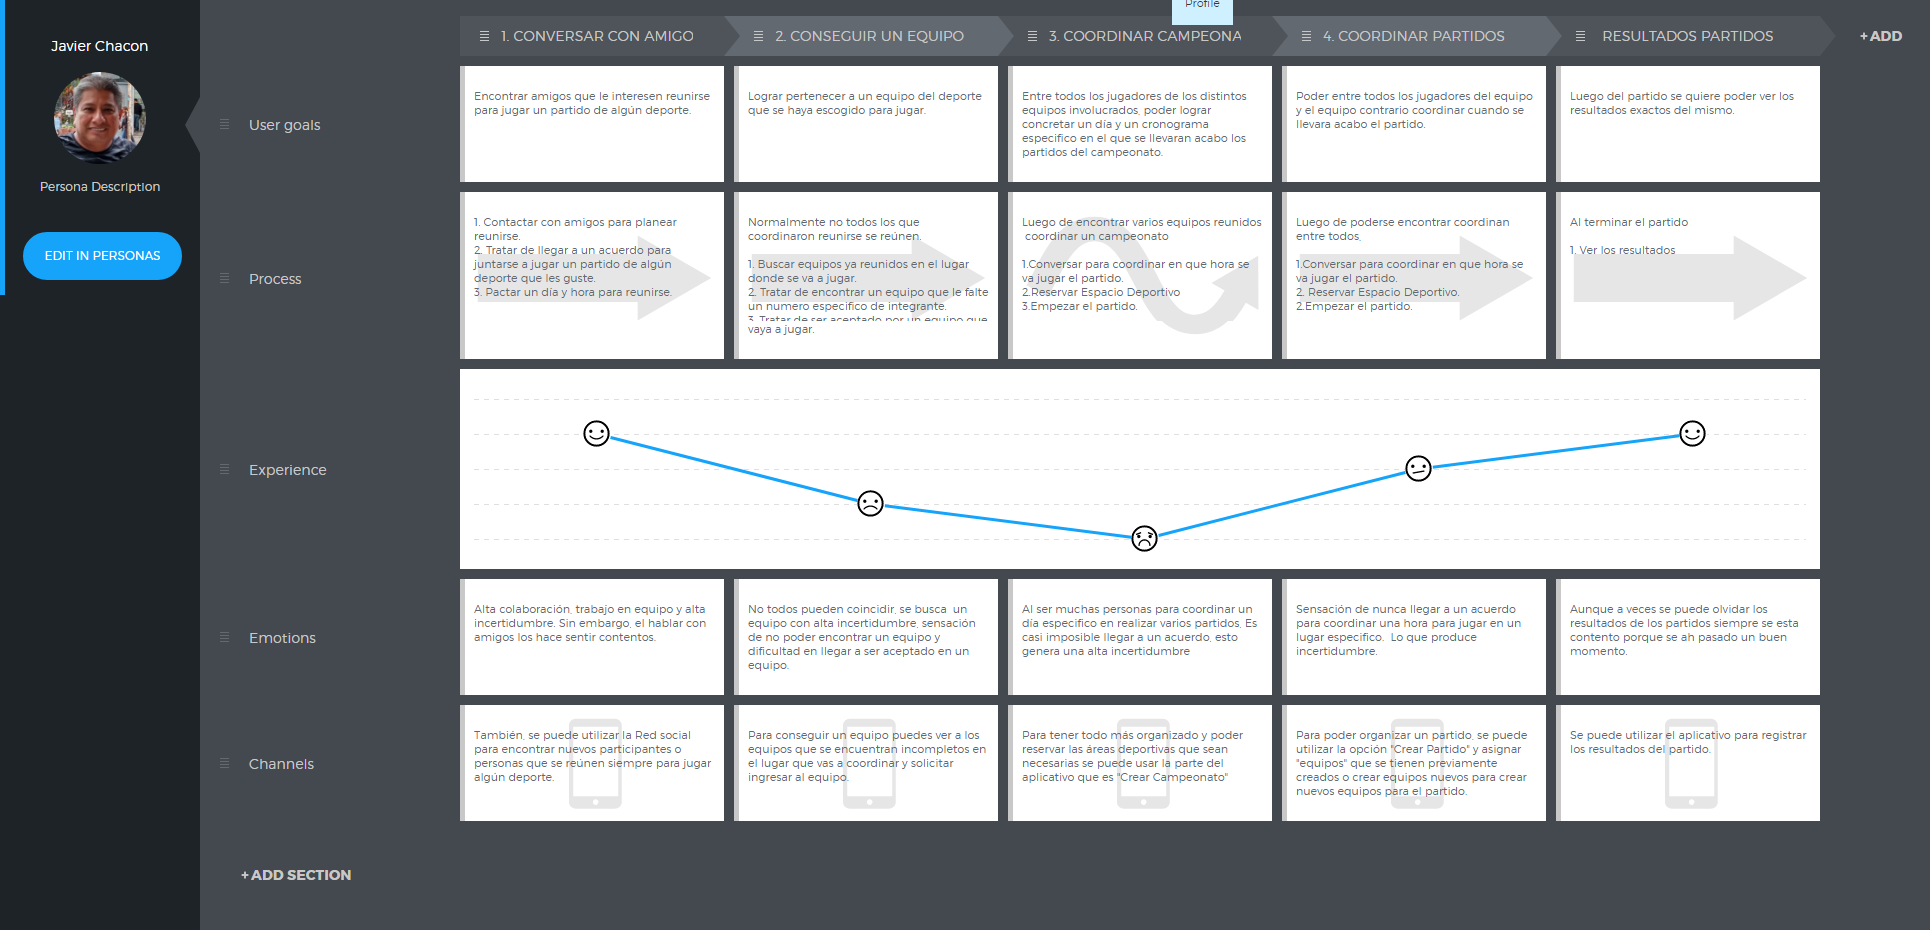 Profile
Javier Chacon
Persona Description
EDIT IN PERSONAS
1. CONVERSAR CON AMIGO
2. CONSEGUIR UN EQUIPO
3. COORDINAR CAMPEONA
4. COORDINAR PARTIDOS
RESULTADOS PARTIDOS
+ ADD
User goals
Encontrar amigos que le interesen reunirse
para jugar un partido de algún deporte.
Lograr pertenecer a un equipo del deporte
que se haya escogido para jugar.
Entre todos los jugadores de los distintos
equipos involucrados, poder lograr
concretar un día y un cronograma
especifico en el que se llevaran acabo los
partidos del campeonato.
Poder entre todos los jugadores del equipo
y el equipo contrario coordinar cuando se
llevara acabo el partido.
Luego del partido se quiere poder ver los
resultados exactos del mismo.
Process
1. Contactar con amigos para planear
reunirse.
2. Tratar de llegar a un acuerdo para
juntarse a jugar un partido de algún
deporte que les guste.
3. Pactar un día y hora para reunirse.
Normalmente no todos los que
coordinaron reunirse se reúnen.
1. Buscar equipos ya reunidos en el lugar
donde se va a jugar.
2. Tratar de encontrar un equipo que le falte
un numero especifico de integrante.
3. Tratar de ser aceptado por un equipo que
vaya a jugar.
Luego de encontrar varios equipos reunidos
coordinar un campeonato
1.Conversar para coordinar en que hora se
va jugar el partido.
2.Reservar Espacio Deportivo
3.Empezar el partido.
Luego de poderse encontrar coordinan
entre todos,
1.Conversar para coordinar en que hora se
va jugar el partido.
2. Reservar Espacio Deportivo.
2.Empezar el partido.
Al terminar el partido
1. Ver los resultados
Experience
Emotions
Alta colaboración, trabajo en equipo y alta
incertidumbre. Sin embargo, el hablar con
amigos los hace sentir contentos.
No todos pueden coincidir, se busca un
equipo con alta incertidumbre, sensación
de no poder encontrar un equipo y
dificultad en llegar a ser aceptado en un
equipo.
Al ser muchas personas para coordinar un
día especifico en realizar varios partidos, Es
casi imposible llegar a un acuerdo, esto
genera una alta incertidumbre
Sensación de nunca llegar a un acuerdo
para coordinar una hora para jugar en un
lugar especifico. Lo que produce
incertidumbre.
Aunque a veces se puede olvidar los
resultados de los partidos siempre se esta
contento porque se ah pasado un buen
momento.
Channels
También, se puede utilizar la Red social
para encontrar nuevos participantes o
personas que se reúnen siempre para jugar
algún deporte.
Para conseguir un equipo puedes ver a los
equipos que se encuentran incompletos en
el lugar que vas a coordinar y solicitar
ingresar al equipo.
Para tener todo más organizado y poder
reservar las áreas deportivas que sean
necesarias se puede usar la parte del
aplicativo que es "Crear Campeonato"
Para poder organizar un partido, se puede
utilizar la opción "Crear Partido" y asignar
"equipos" que se tienen previamente
creados o crear equipos nuevos para crear
nuevos equipos para el partido.
Se puede utilizar el aplicativo para registrar
los resultados del partido.
+ ADD SECTION